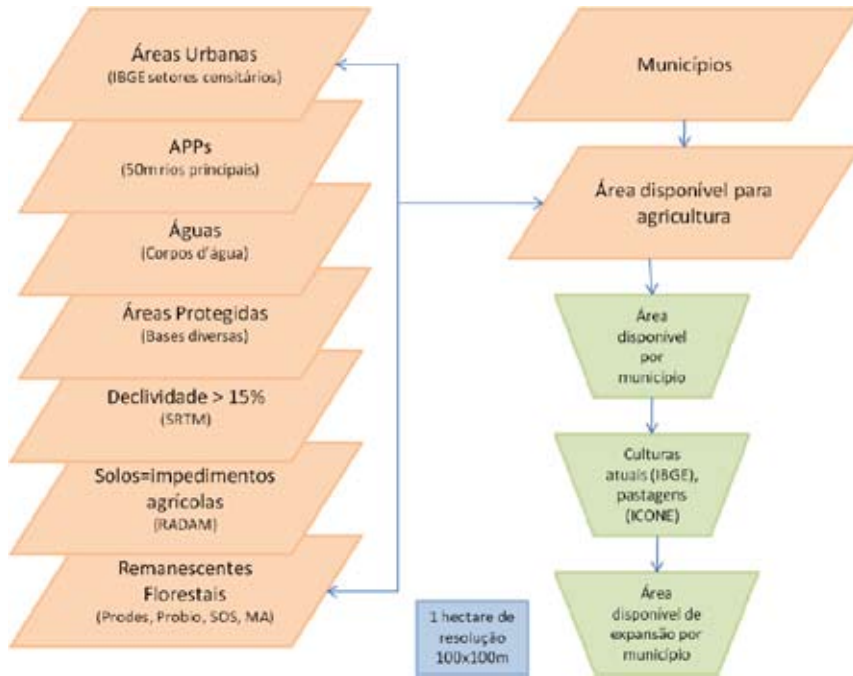 Áreas Urbanas
(IBGE setores censitários)
APPs
(50m rios principais)
Águas
(Corpos d'água)
Áreas Protegidas
(Bases diversas)
Declividade > 15%
(SRTM)
Solos=impedimentos
agrícolas
(RADAM)
Remanescentes
Florestais
(Prodes, Probio, SOS, MA)
Municípios
Área disponível para
agricultura
Área
disponível
por
município
Culturas
atuais (IBGE),
pastagens
(ICONE)
Área
disponível de
expansão por
município
1 hectare de
resolução
100x100m